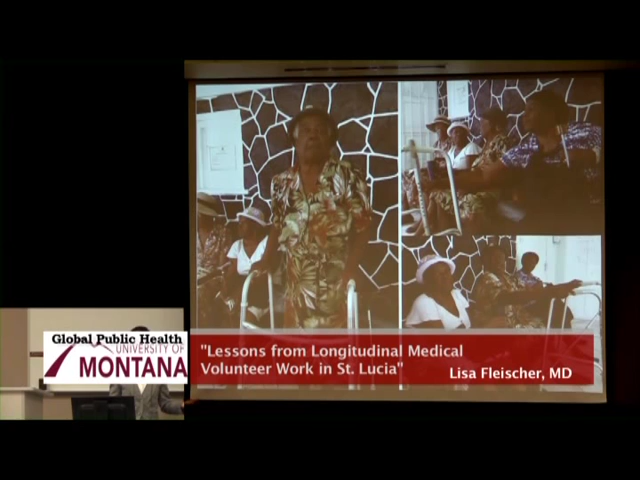 Global Public Health
UNIVERSITY OF
MONTANA
"Lessons from Longitudinal Medical
Volunteer Work in St. Lucia"
Lisa Fleischer, MD